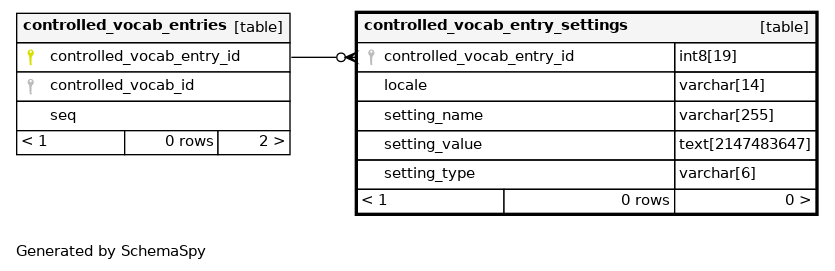 controlled_vocab_entries [table]
controlled_vocab_entry_id
controlled_vocab_id
seq
< 1 0 rows 2 >
controlled_vocab_entry_settings [table]
controlled_vocab_entry_id int8[19]
locale varchar[14]
setting_name varchar[255]
setting_value text[2147483647]
setting_type varchar[6]
< 1 0 rows 0 >
Generated by SchemaSpy